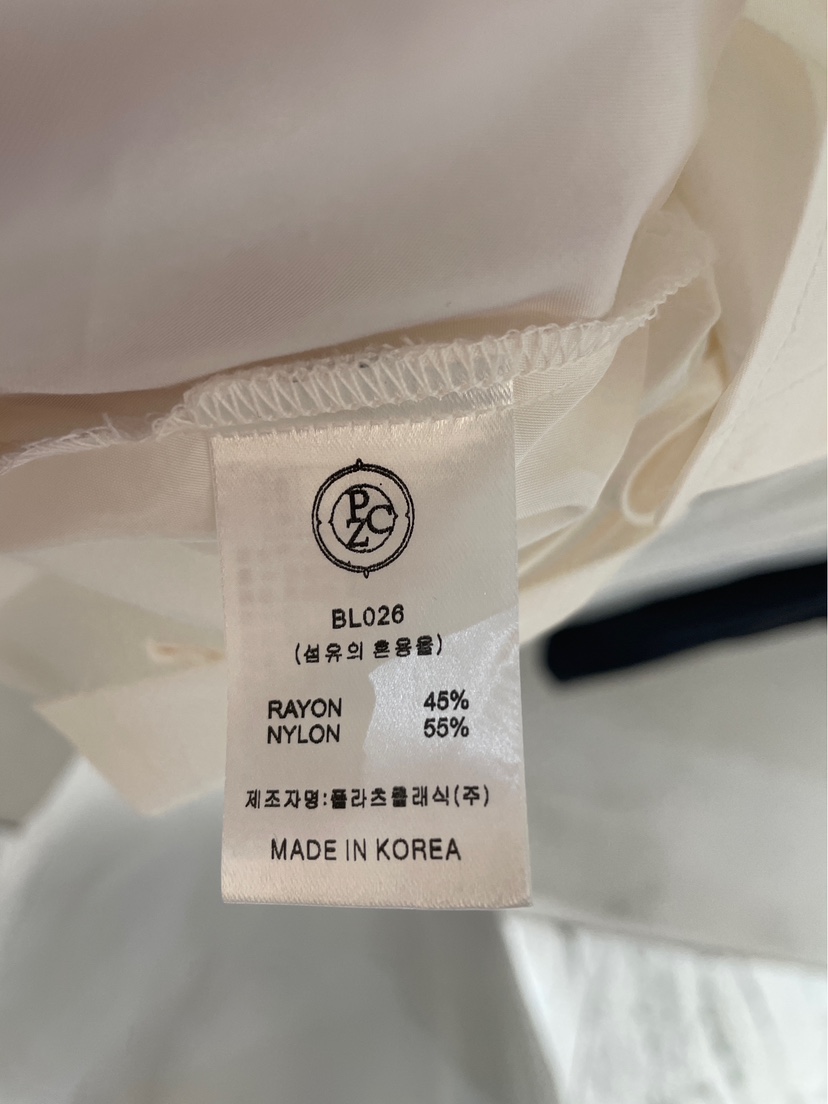 PZC
BL026
(섬유의 혼용율)
RAYON 45%
NYLON 55%
제조자명:플라츠클래식(주)
MADE IN KOREA